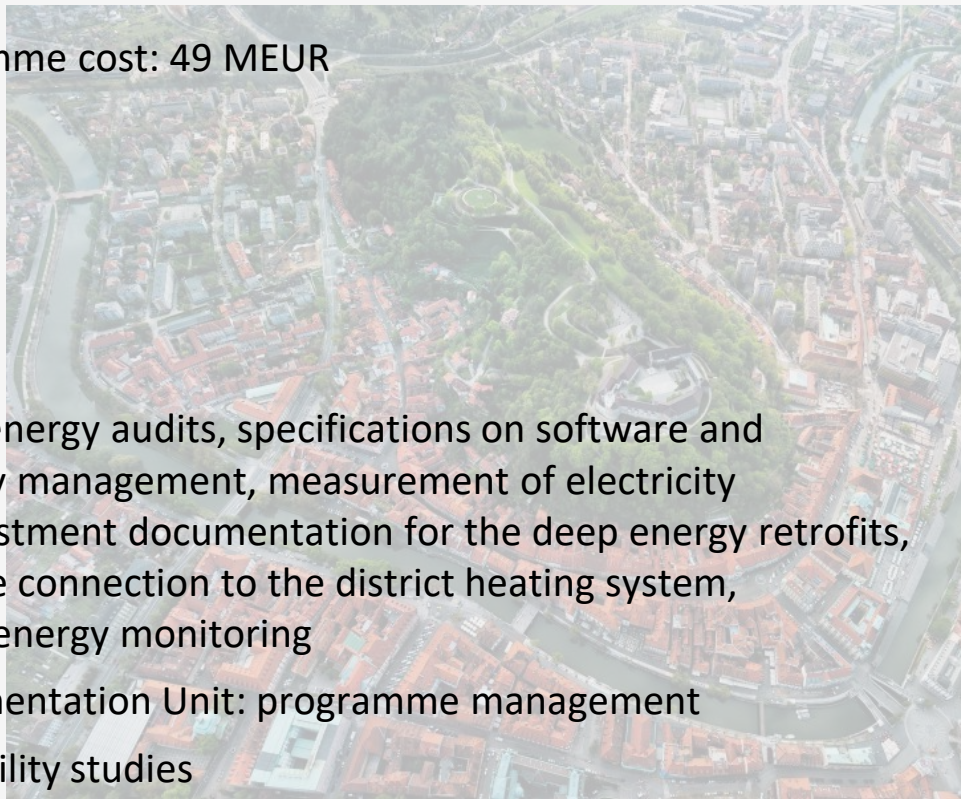 mme cost: 49 MEUR
energy audits, specifications on software and
y management, measurement of electricity
stment documentation for the deep energy retrofits,
e connection to the district heating system,
energy monitoring
entation Unit: programme management
ility studies